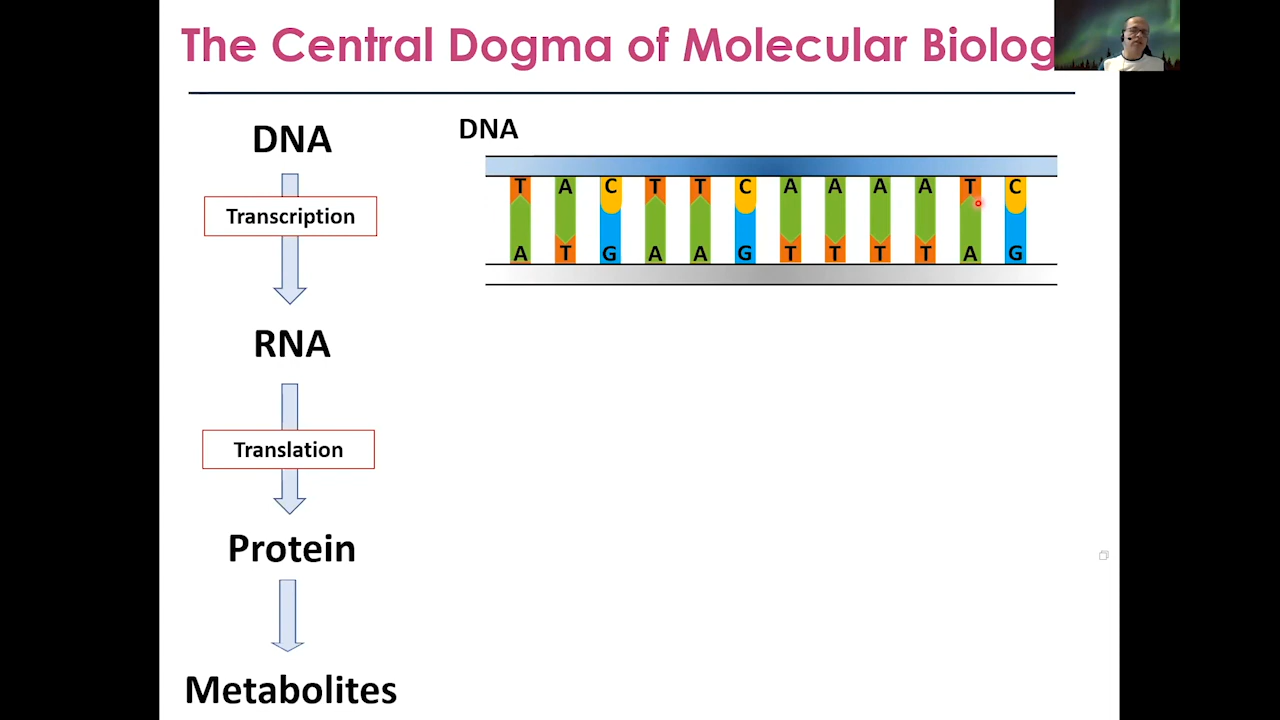 The Central Dogma of Molecular Biolog
DNA
Transcription
RNA
Translation
Protein
Metabolites
DNA
T A C T T C A A A A T C
A T G A A G T T T T A G